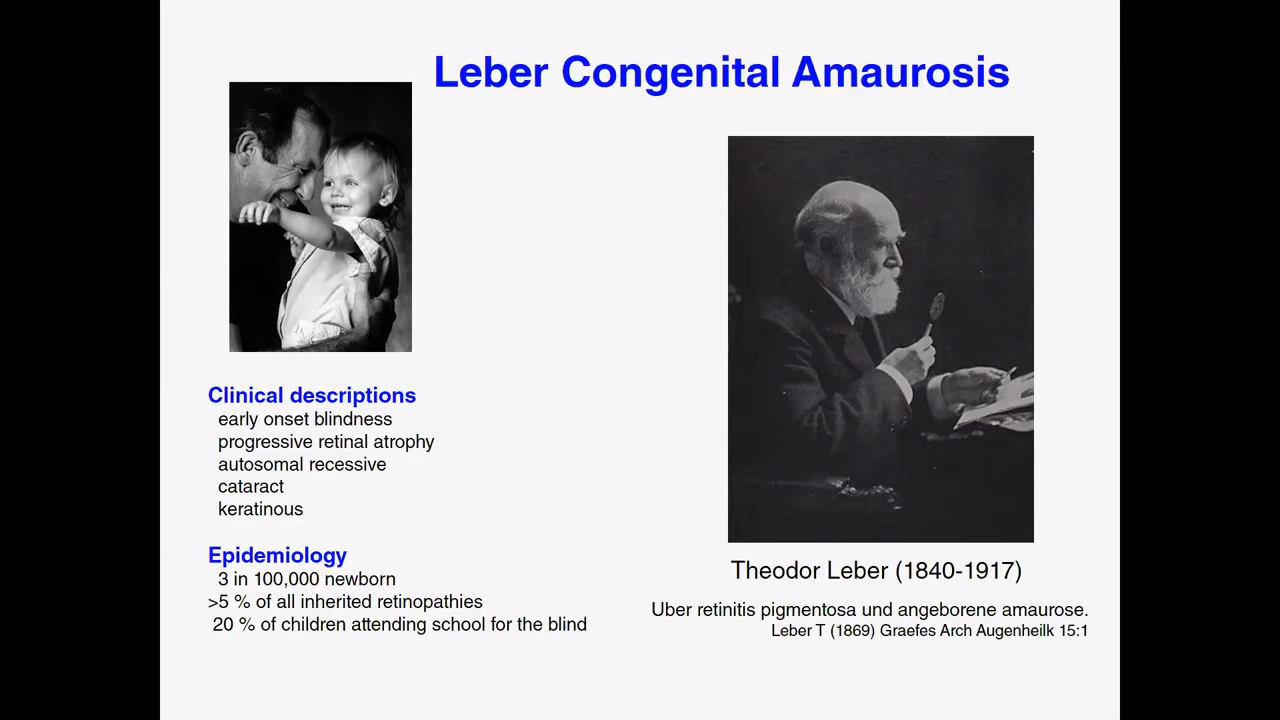 Leber Congenital Amaurosis
Clinical descriptions
early onset blindness
progressive retinal atrophy
autosomal recessive
cataract
keratinous
Epidemiology
3 in 100,000 newborn
>5 % of all inherited retinopathies
20 % of children attending school for the blind
Theodor Leber (1840-1917)
Uber retinitis pigmentosa und angeborene amaurose.
Leber T (1869) Graefes Arch Augenheilk 15:1